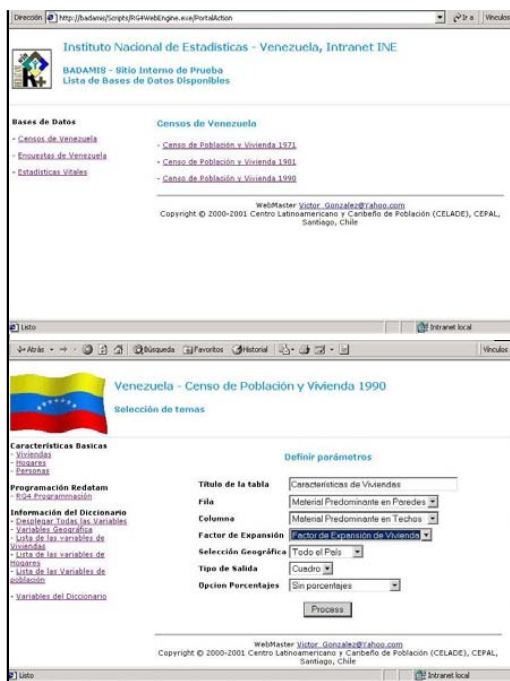 Dirección http://badamis/Scripts/RG4WebEngine.exe/PortalAction Ir a Vínculos
Instituto Nacional de Estadísticas - Venezuela, Intranet INE
BADAMIS - Sitio Interno de Prueba
Lista de Bases de Datos Disponibles
R+
Bases de Datos
- Censos de Venezuela
- Encuestas de Venezuela
- Estadísticas Vitales
Censos de Venezuela
- Censo de Población y Vivienda 1971
- Censo de Población y Vivienda 1981
- Censo de Población y Vivienda 1990
WebMaster Victor_Gonzalez@Yahoo.com
Copyright © 2000-2001 Centro Latinoamericano y Caribeño de Población (CELADE), CEPAL,
Santiago, Chile
Listo Intranet local
Atrás Búsqueda Favoritos Historial Vínculos
Venezuela - Censo de Población y Vivienda 1990
Selección de temas
Características Basicas
- Viviendas
- Hogares
- Personas
Programación Redatam
- RG4 Programmación
Información del Diccionario
- Desplegar Todas las Variables
- Variables Geográfica
- Lista de las variables de
Viviendas
- Lista de las variables de
Hogares
- Lista de las Variables de
población
- Variables del Diccionario
Definir parámetros
Título de la tabla Características de Viviendas
Fila Material Predominante en Paredes
Columna Material Predominante en Techos
Factor de Expansión Factor de Expansión de Vivienda
Selección Geográfica Todo el País
Tipo de Salida Cuadro
Opcion Porcentajes Sin porcentajes
Process
WebMaster Victor_Gonzalez@Yahoo.com
Copyright © 2000-2001 Centro Latinoamericano y Caribeño de Población (CELADE), CEPAL,
Santiago, Chile
Listo Intranet local